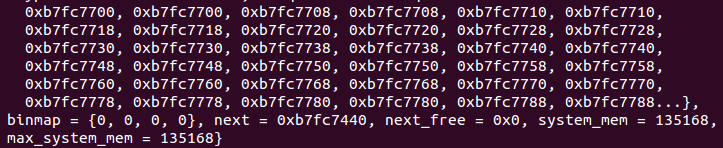 0xb7fc7700, 0xb7fc7700, 0xb7fc7708, 0xb7fc7708, 0xb7fc7710, 0xb7fc7710,
0xb7fc7718, 0xb7fc7718, 0xb7fc7720, 0xb7fc7720, 0xb7fc7728, 0xb7fc7728,
0xb7fc7730, 0xb7fc7730, 0xb7fc7738, 0xb7fc7738, 0xb7fc7740, 0xb7fc7740,
0xb7fc7748, 0xb7fc7748, 0xb7fc7750, 0xb7fc7750, 0xb7fc7758, 0xb7fc7758,
0xb7fc7760, 0xb7fc7760, 0xb7fc7768, 0xb7fc7768, 0xb7fc7770, 0xb7fc7770,
0xb7fc7778, 0xb7fc7778, 0xb7fc7780, 0xb7fc7780, 0xb7fc7788, 0xb7fc7788...},
binmap = {0, 0, 0, 0}, next = 0xb7fc7440, next_free = 0x0, system_mem = 135168,
max_system_mem = 135168}